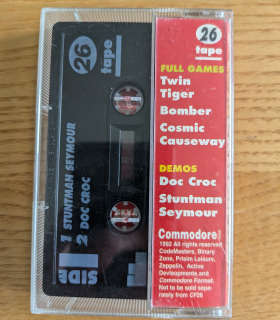 26
tape
FULL GAMES
Twin
Tiger
Bomber
Cosmic
Causeway
DEMOS
Doc Croc
Stuntman
Seymour
Commodore
1992 All rights reserved
CodeMasters, Binary
Zone, Prisim Leisure,
Zeppelin, Active
Devleopments and
Commodore Format.
Not to be sold sepa-
rately from CF26
26
tape
1 STUNTMAN SEYMOUR
2 DOC CROC
SIDE